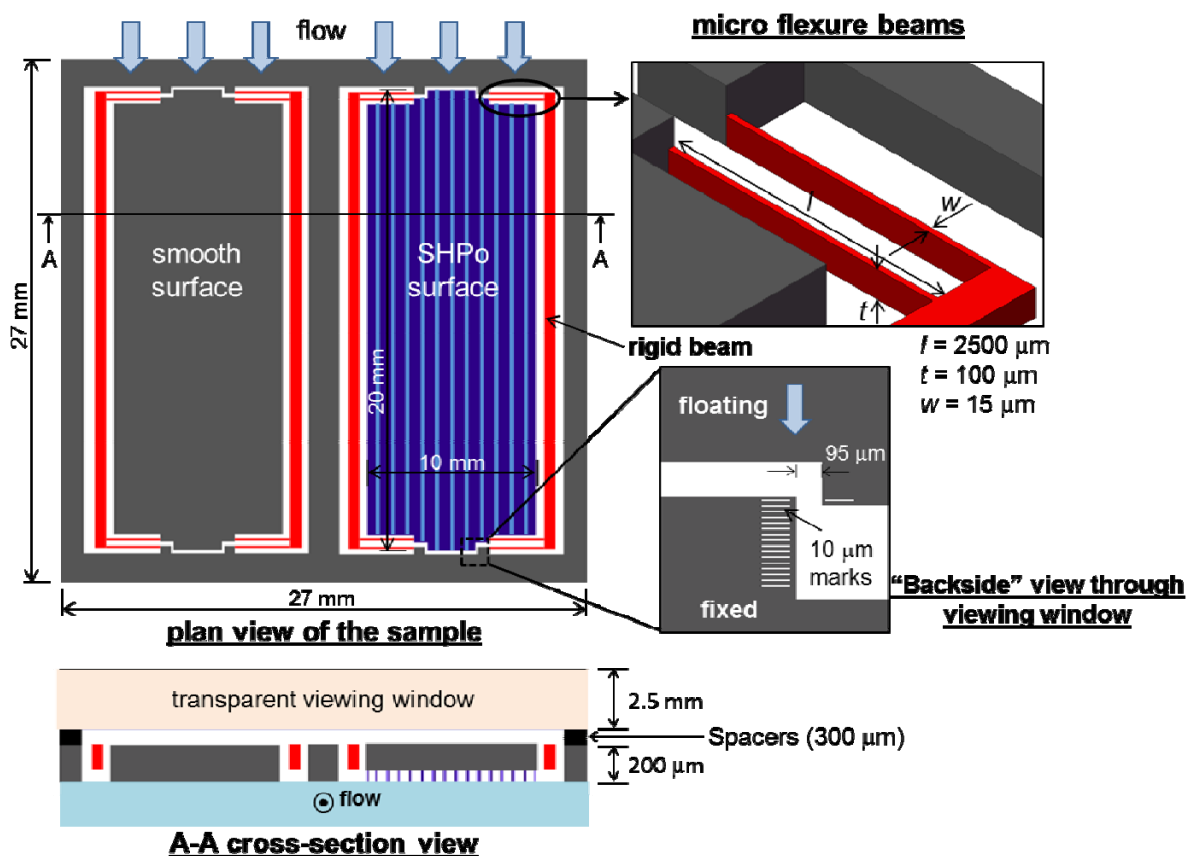 flow
micro flexure beams
A
A
smooth
surface
SHPo
surface
27 mm
20 mm
10 mm
rigid beam
l
w
t
l = 2500 µm
t = 100 µm
w = 15 µm
floating
95 µm
10 µm
marks
fixed
"Backside" view through
viewing window
27 mm
plan view of the sample
transparent viewing window
2.5 mm
Spacers (300 µm)
200 µm
flow
A-A cross-section view